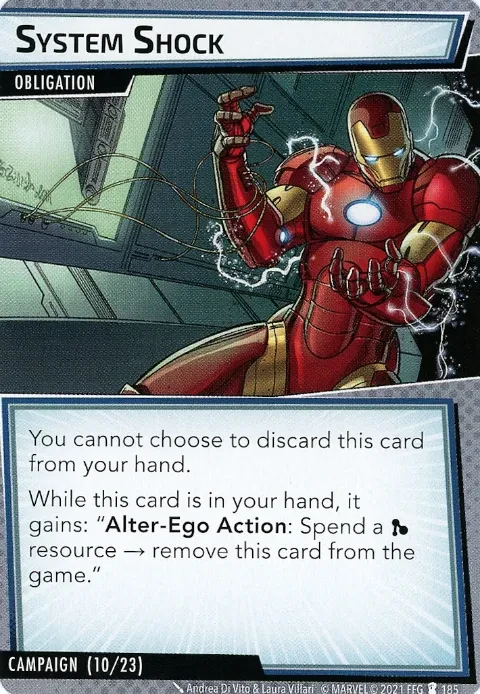 SYSTEM SHOCK
OBLIGATION
You cannot choose to discard this card
from your hand.
While this card is in your hand, it
gains: “Alter-Ego Action: Spend a
resource → remove this card from the
game.”
CAMPAIGN (10/23)
Andrea Di Vito & Laura Villari © MARVEL © 2021 FFG 185